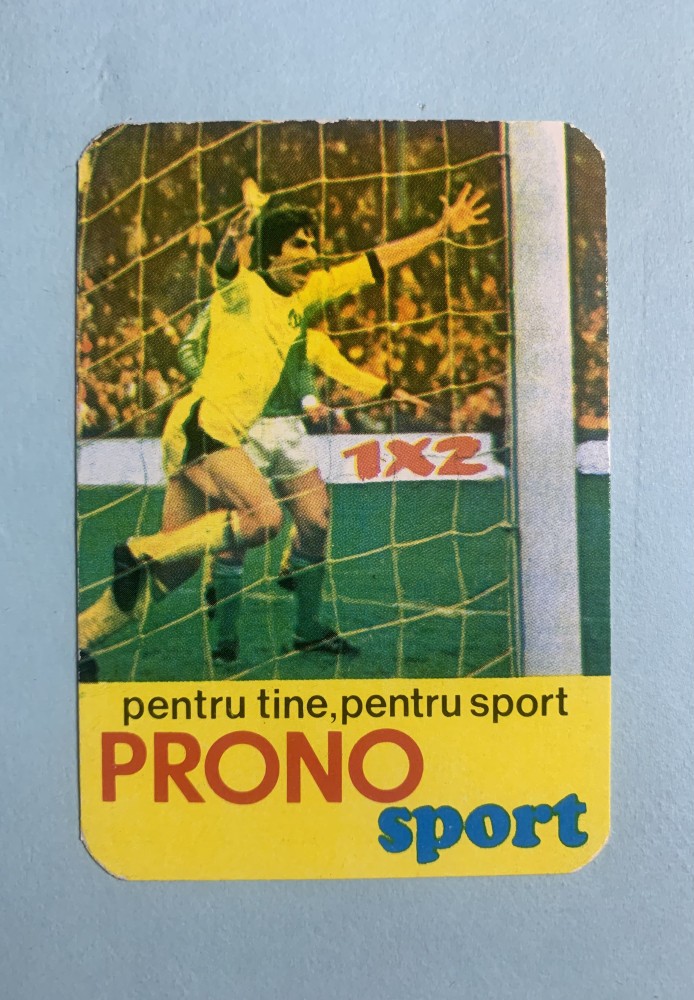 1X2
pentru tine, pentru sport
PRONO
sport